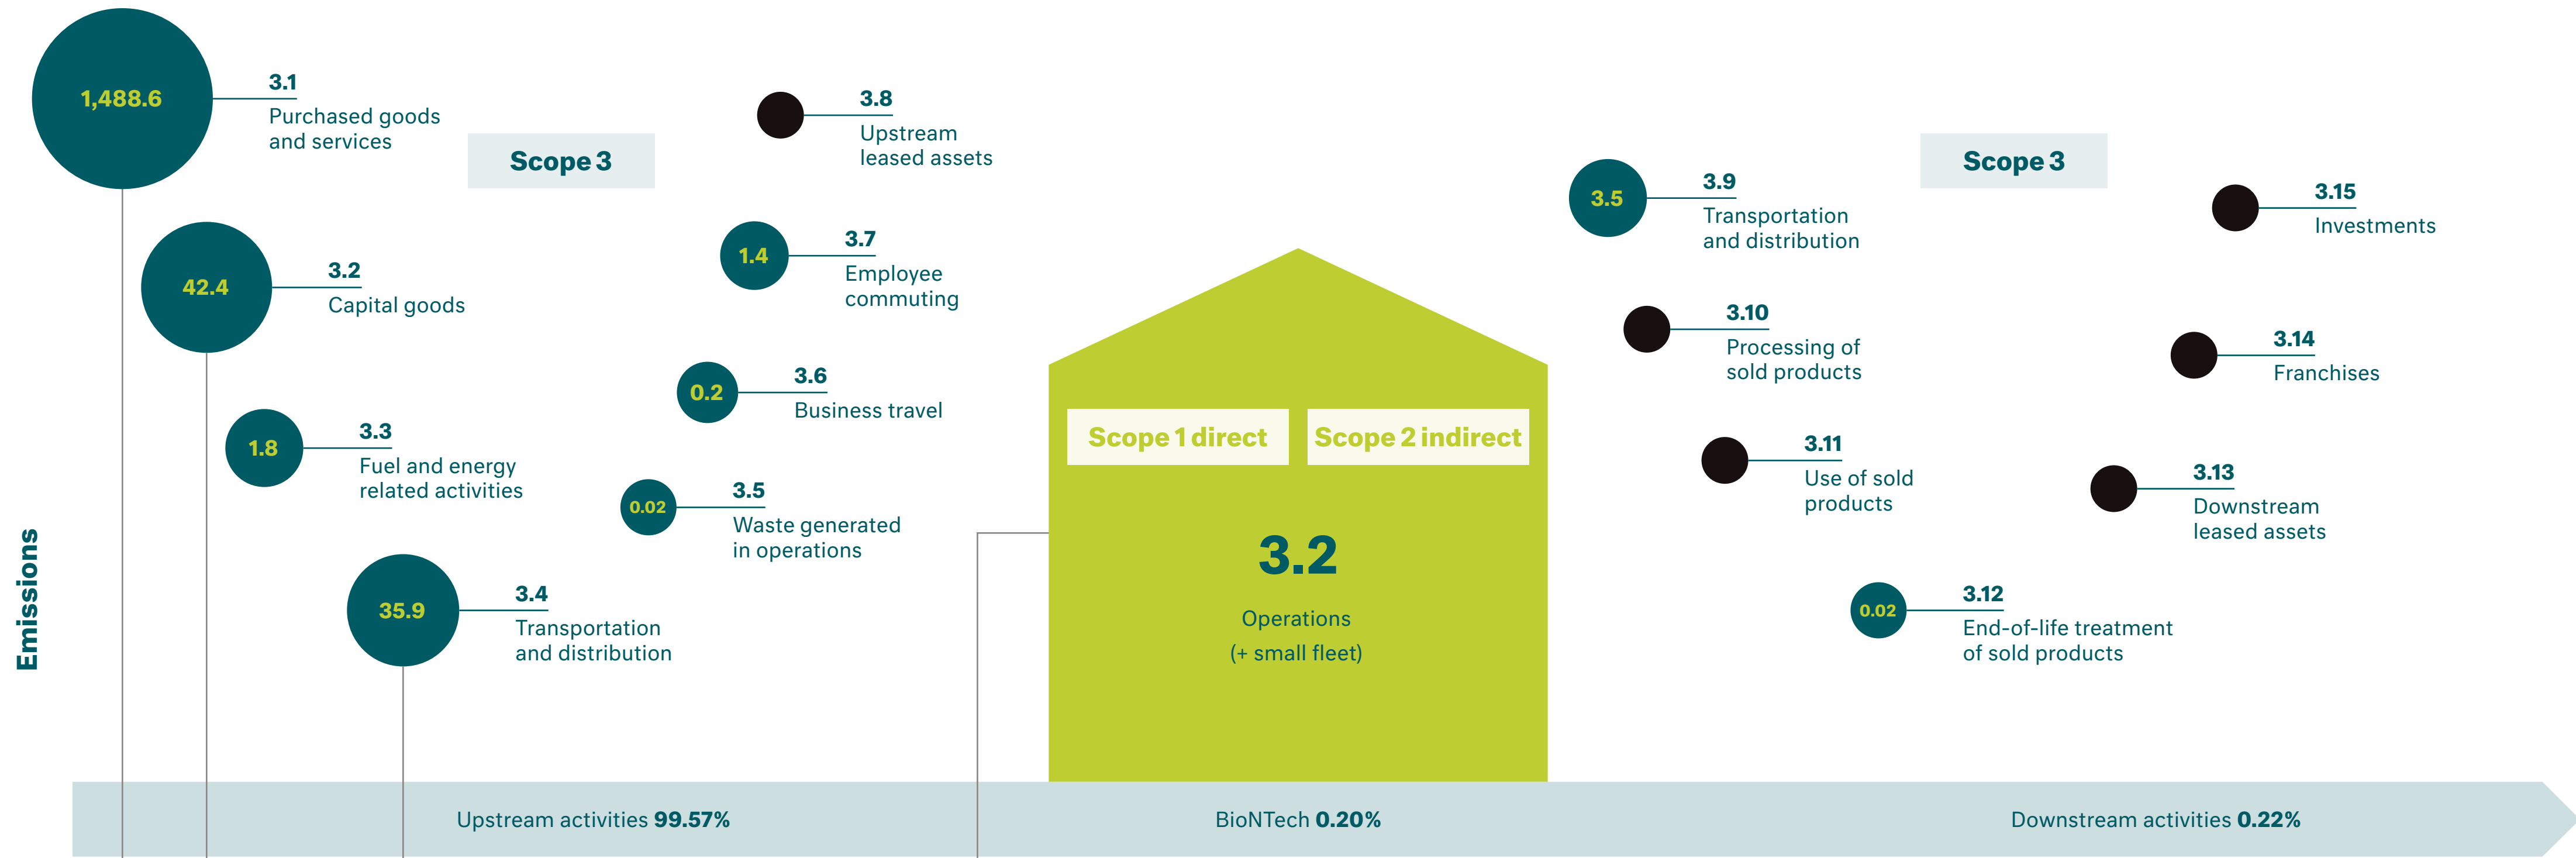 1,488.6
3.1
Purchased goods
and services
Scope 3
42.4
3.2
Capital goods
1.8
3.3
Fuel and energy
related activities
35.9
3.4
Transportation
and distribution
0.02
3.5
Waste generated
in operations
0.2
3.6
Business travel
1.4
3.7
Employee
commuting
3.8
Upstream
leased assets
Scope 1 direct
Scope 2 indirect
3.2
Operations
(+ small fleet)
Scope 3
3.5
3.9
Transportation
and distribution
3.10
Processing of
sold products
3.11
Use of sold
products
0.02
3.12
End-of-life treatment
of sold products
3.13
Downstream
leased assets
3.14
Franchises
3.15
Investments
Emissions
Upstream activities 99.57%
BioNTech 0.20%
Downstream activities 0.22%